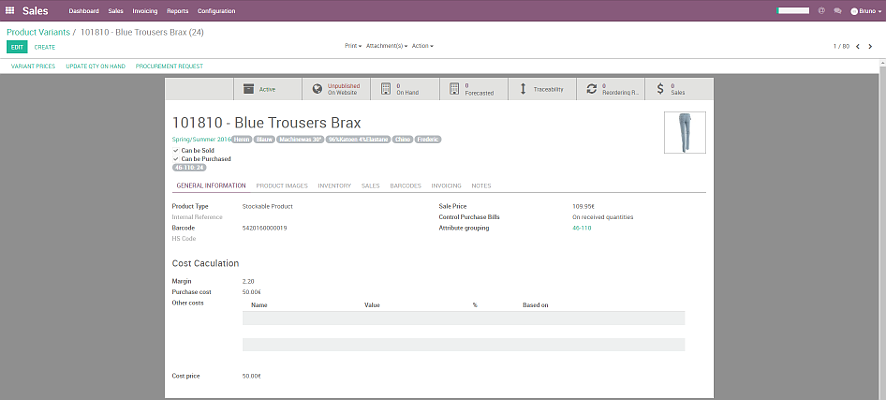 Sales Dashboard Sales Invoicing Reports Configuration @ Bruno
Product Variants / 101810 - Blue Trousers Brax (24)
EDIT CREATE Print Attachment(s) Action 1 / 80
VARIANT PRICES UPDATE QTY ON HAND PROCUREMENT REQUEST
Active
Unpublished On Website
0 On Hand
0 Forecasted
Traceability
0 Reordering R...
0 Sales
101810 - Blue Trousers Brax
Spring/Summer 2016 Blauw Machinewas 30° Chino Frederic
Can be Sold
Can be Purchased
46-110: 24
GENERAL INFORMATION PRODUCT IMAGES INVENTORY SALES BARCODES INVOICING NOTES
Product Type Stockable Product Sale Price 109.95€
Internal Reference Control Purchase Bills On received quantities
Barcode 5420160000019 Attribute grouping 46-110
HS Code
Cost Caculation
Margin 2.20
Purchase cost 50.00€
Other costs Name Value % Based on
Cost price 50.00€